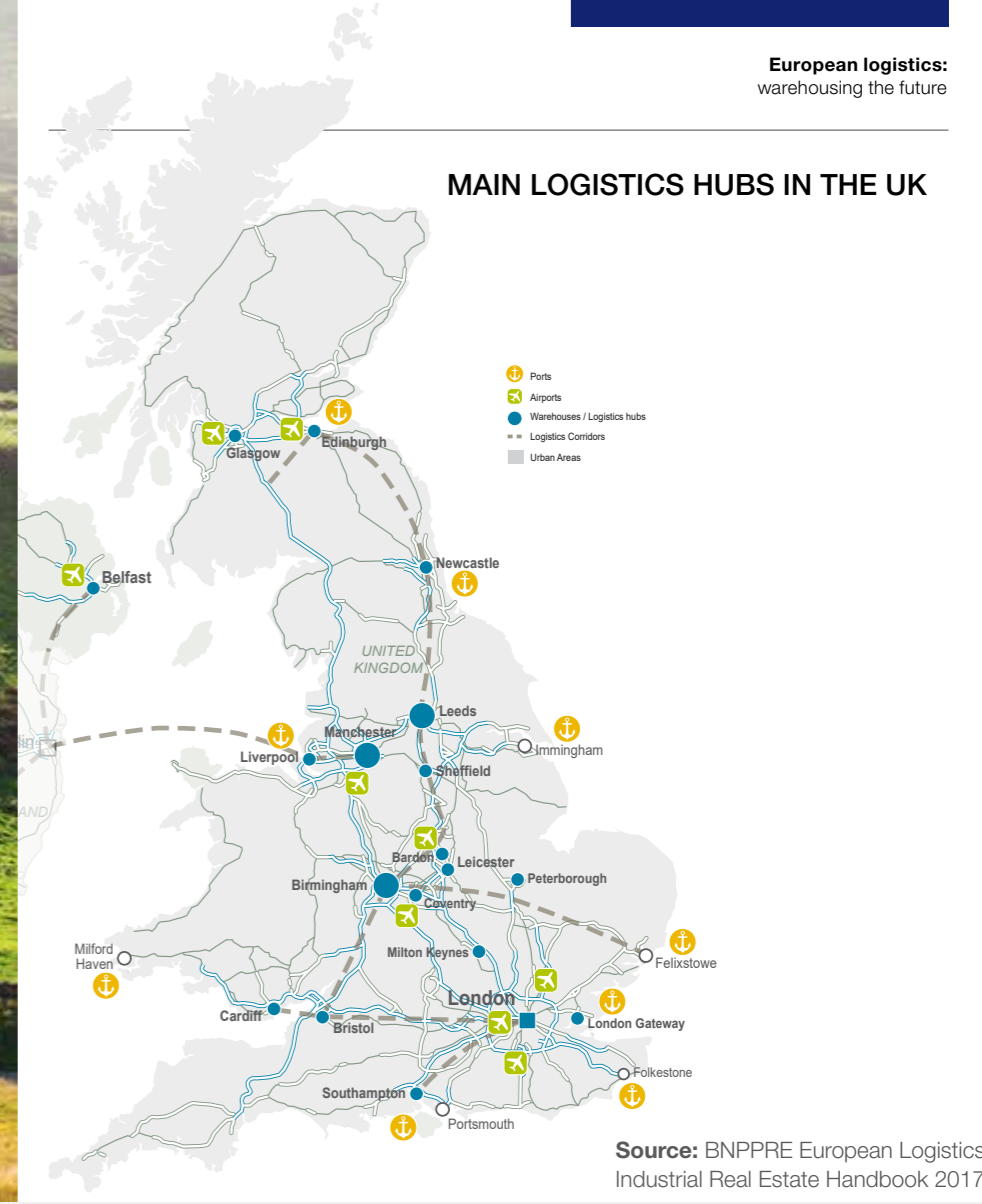 European logistics:
warehousing the future
MAIN LOGISTICS HUBS IN THE UK
Ports
Airports
Warehouses / Logistics hubs
Logistics Corridors
Urban Areas
Edinburgh
Glasgow
Newcastle
Belfast
UNITED
KINGDOM
Leeds
Manchester
Immingham
Liverpool
Sheffield
AND
Bardon
Leicester
Peterborough
Birmingham
Coventry
Milford
Haven
Milton Keynes
Felixstowe
London
Cardiff
Bristol
London Gateway
Folkestone
Southampton
Portsmouth
Source: BNPPRE European Logistics
Industrial Real Estate Handbook 2017